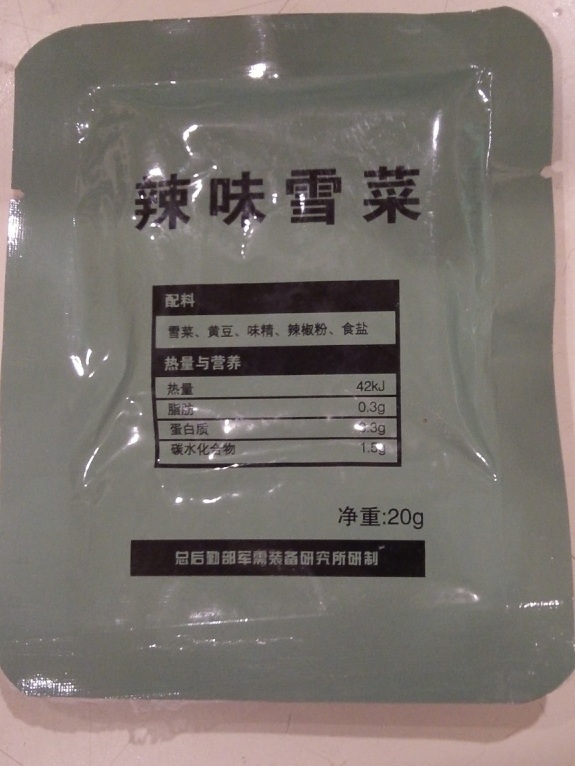 辣味雪菜
配料
雪菜、黄豆、味精、辣椒粉、食盐
热量与营养
热量 42kJ
脂肪 0.3g
蛋白质
碳水化合物 1.5g
净重:20g
总后勤部军需装备研究所研制